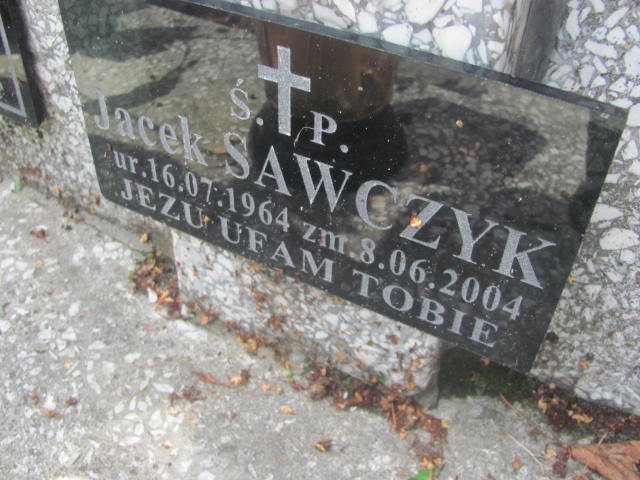 Ś. P.
Jacek SAWCZYK
ur.16.07.1964 zm 8.06.2004
JEZU UFAM TOBIE